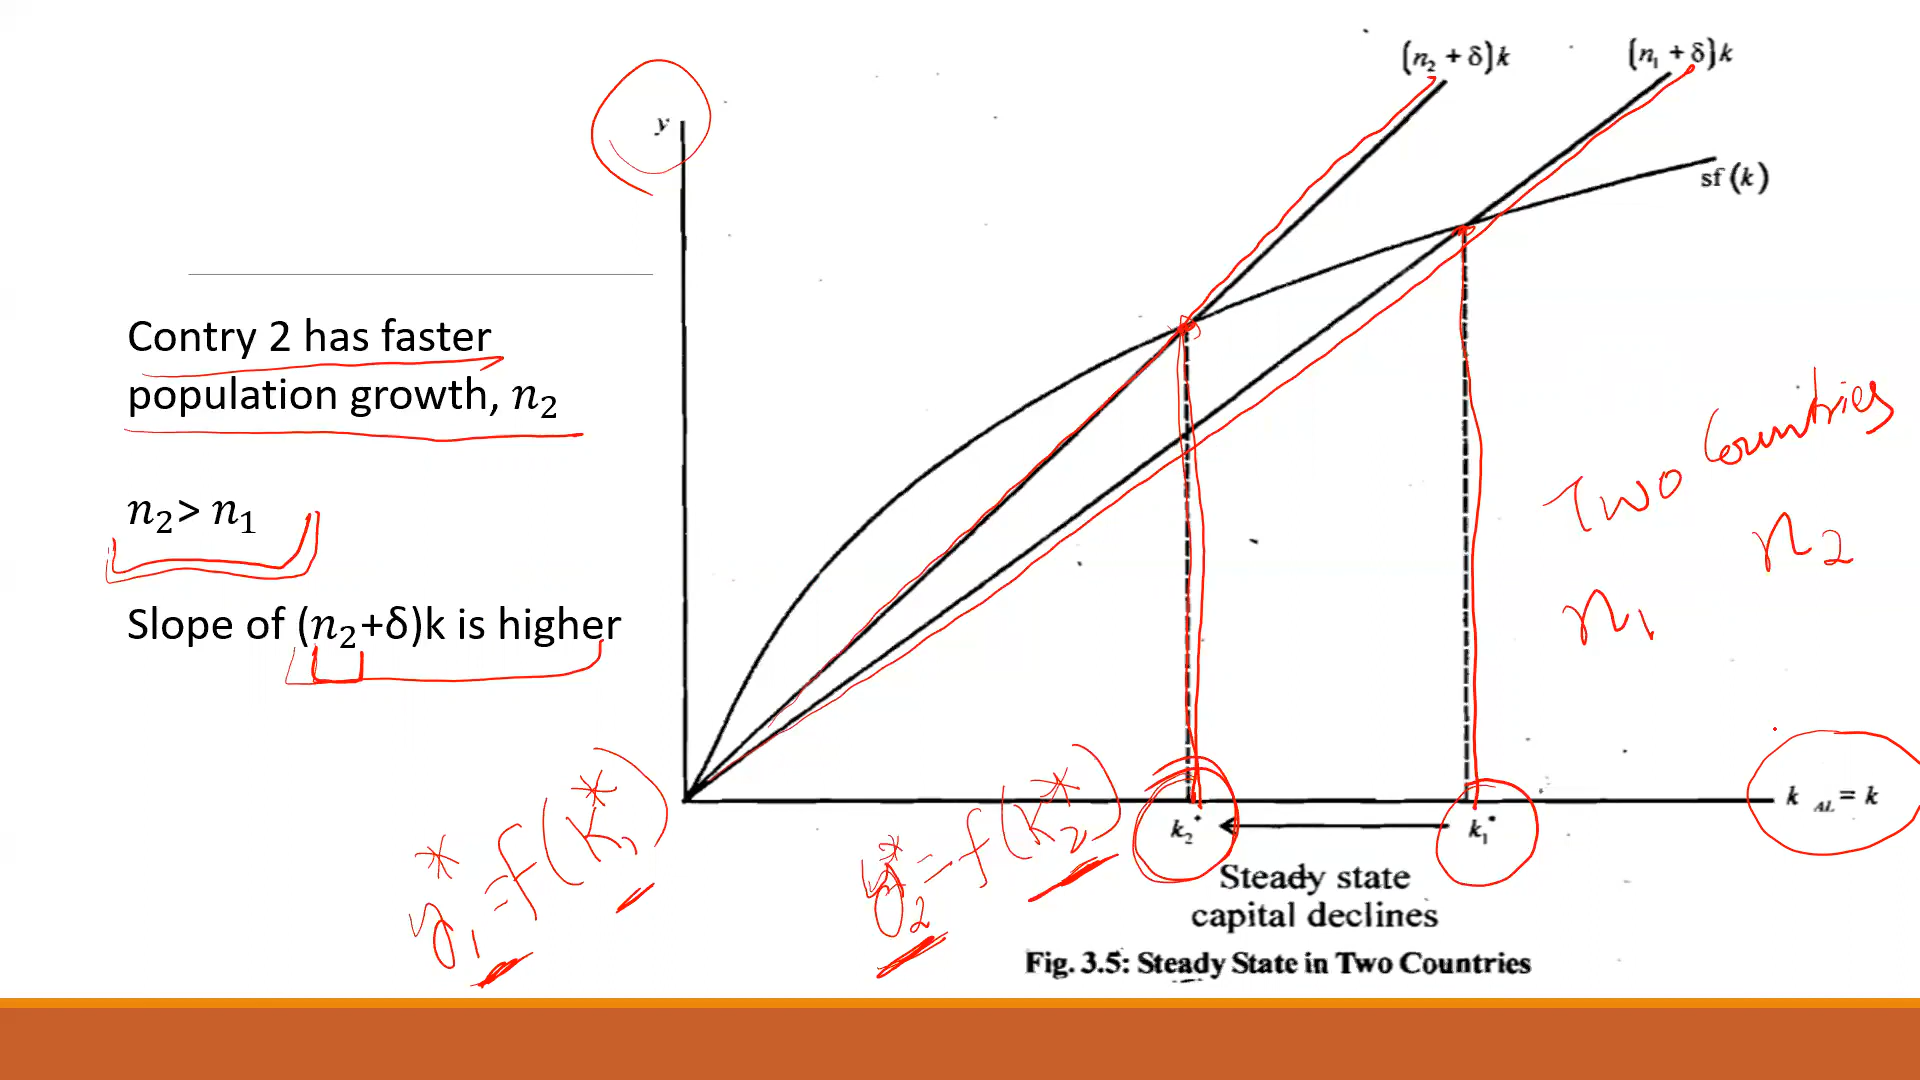 y
(n₂ + δ)k
(n₁ + δ)k
sf(k)
Contry 2 has faster
population growth, n₂
n₂> n₁
Slope of (n₂+δ)k is higher
Two Countries
n₁
n₂
y₁* = f(K₁*)
y₂* = f(K₂*)
k₂*
k₁*
k AL = k
Steady state
capital declines
Fig. 3.5: Steady State in Two Countries